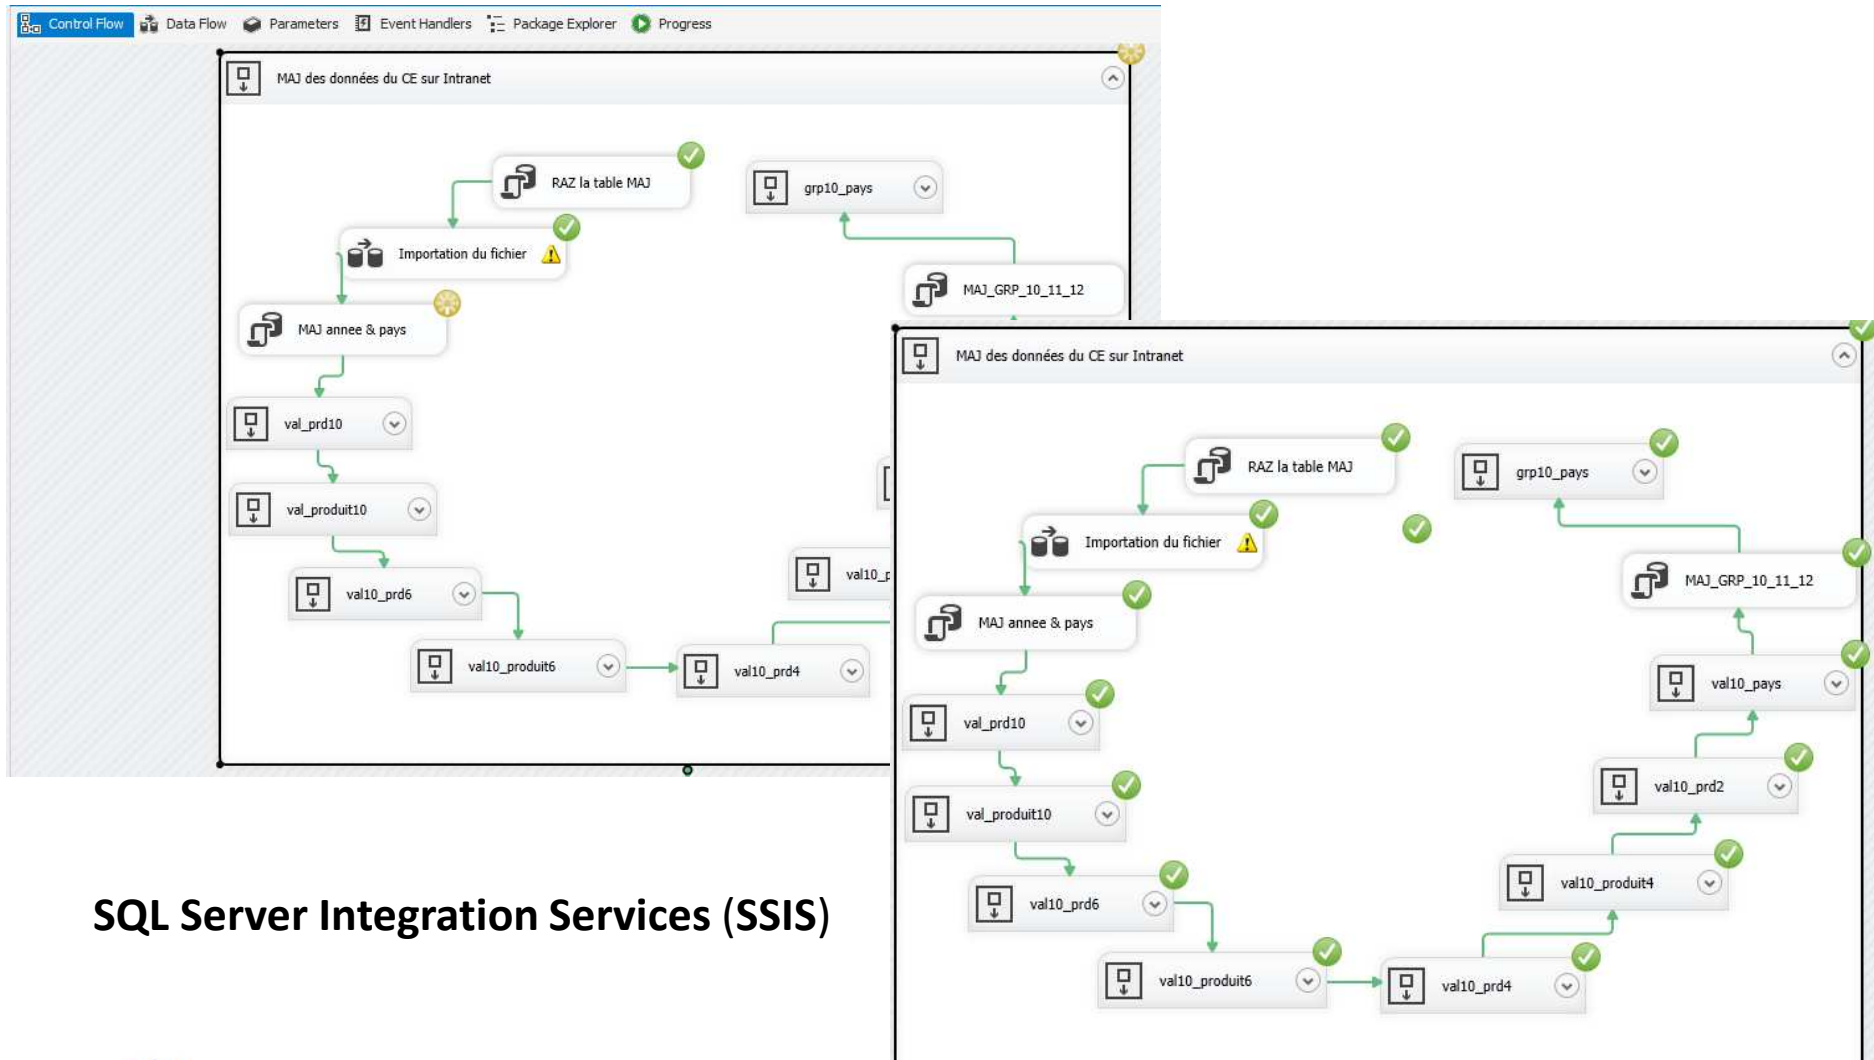 Control Flow Data Flow Parameters Event Handlers Package Explorer Progress
MAJ des données du CE sur Intranet
RAZ la table MAJ
grp10_pays
Importation du fichier
MAJ_GRP_10_11_12
MAJ annee & pays
val_prd10
val_produit10
val10_prd6
val10_p
val10_produit6
val10_prd4
MAJ des données du CE sur Intranet
RAZ la table MAJ
grp10_pays
Importation du fichier
MAJ_GRP_10_11_12
MAJ annee & pays
val10_pays
val_prd10
val10_prd2
val_produit10
val10_produit4
val10_prd6
val10_produit6
val10_prd4
SQL Server Integration Services (SSIS)